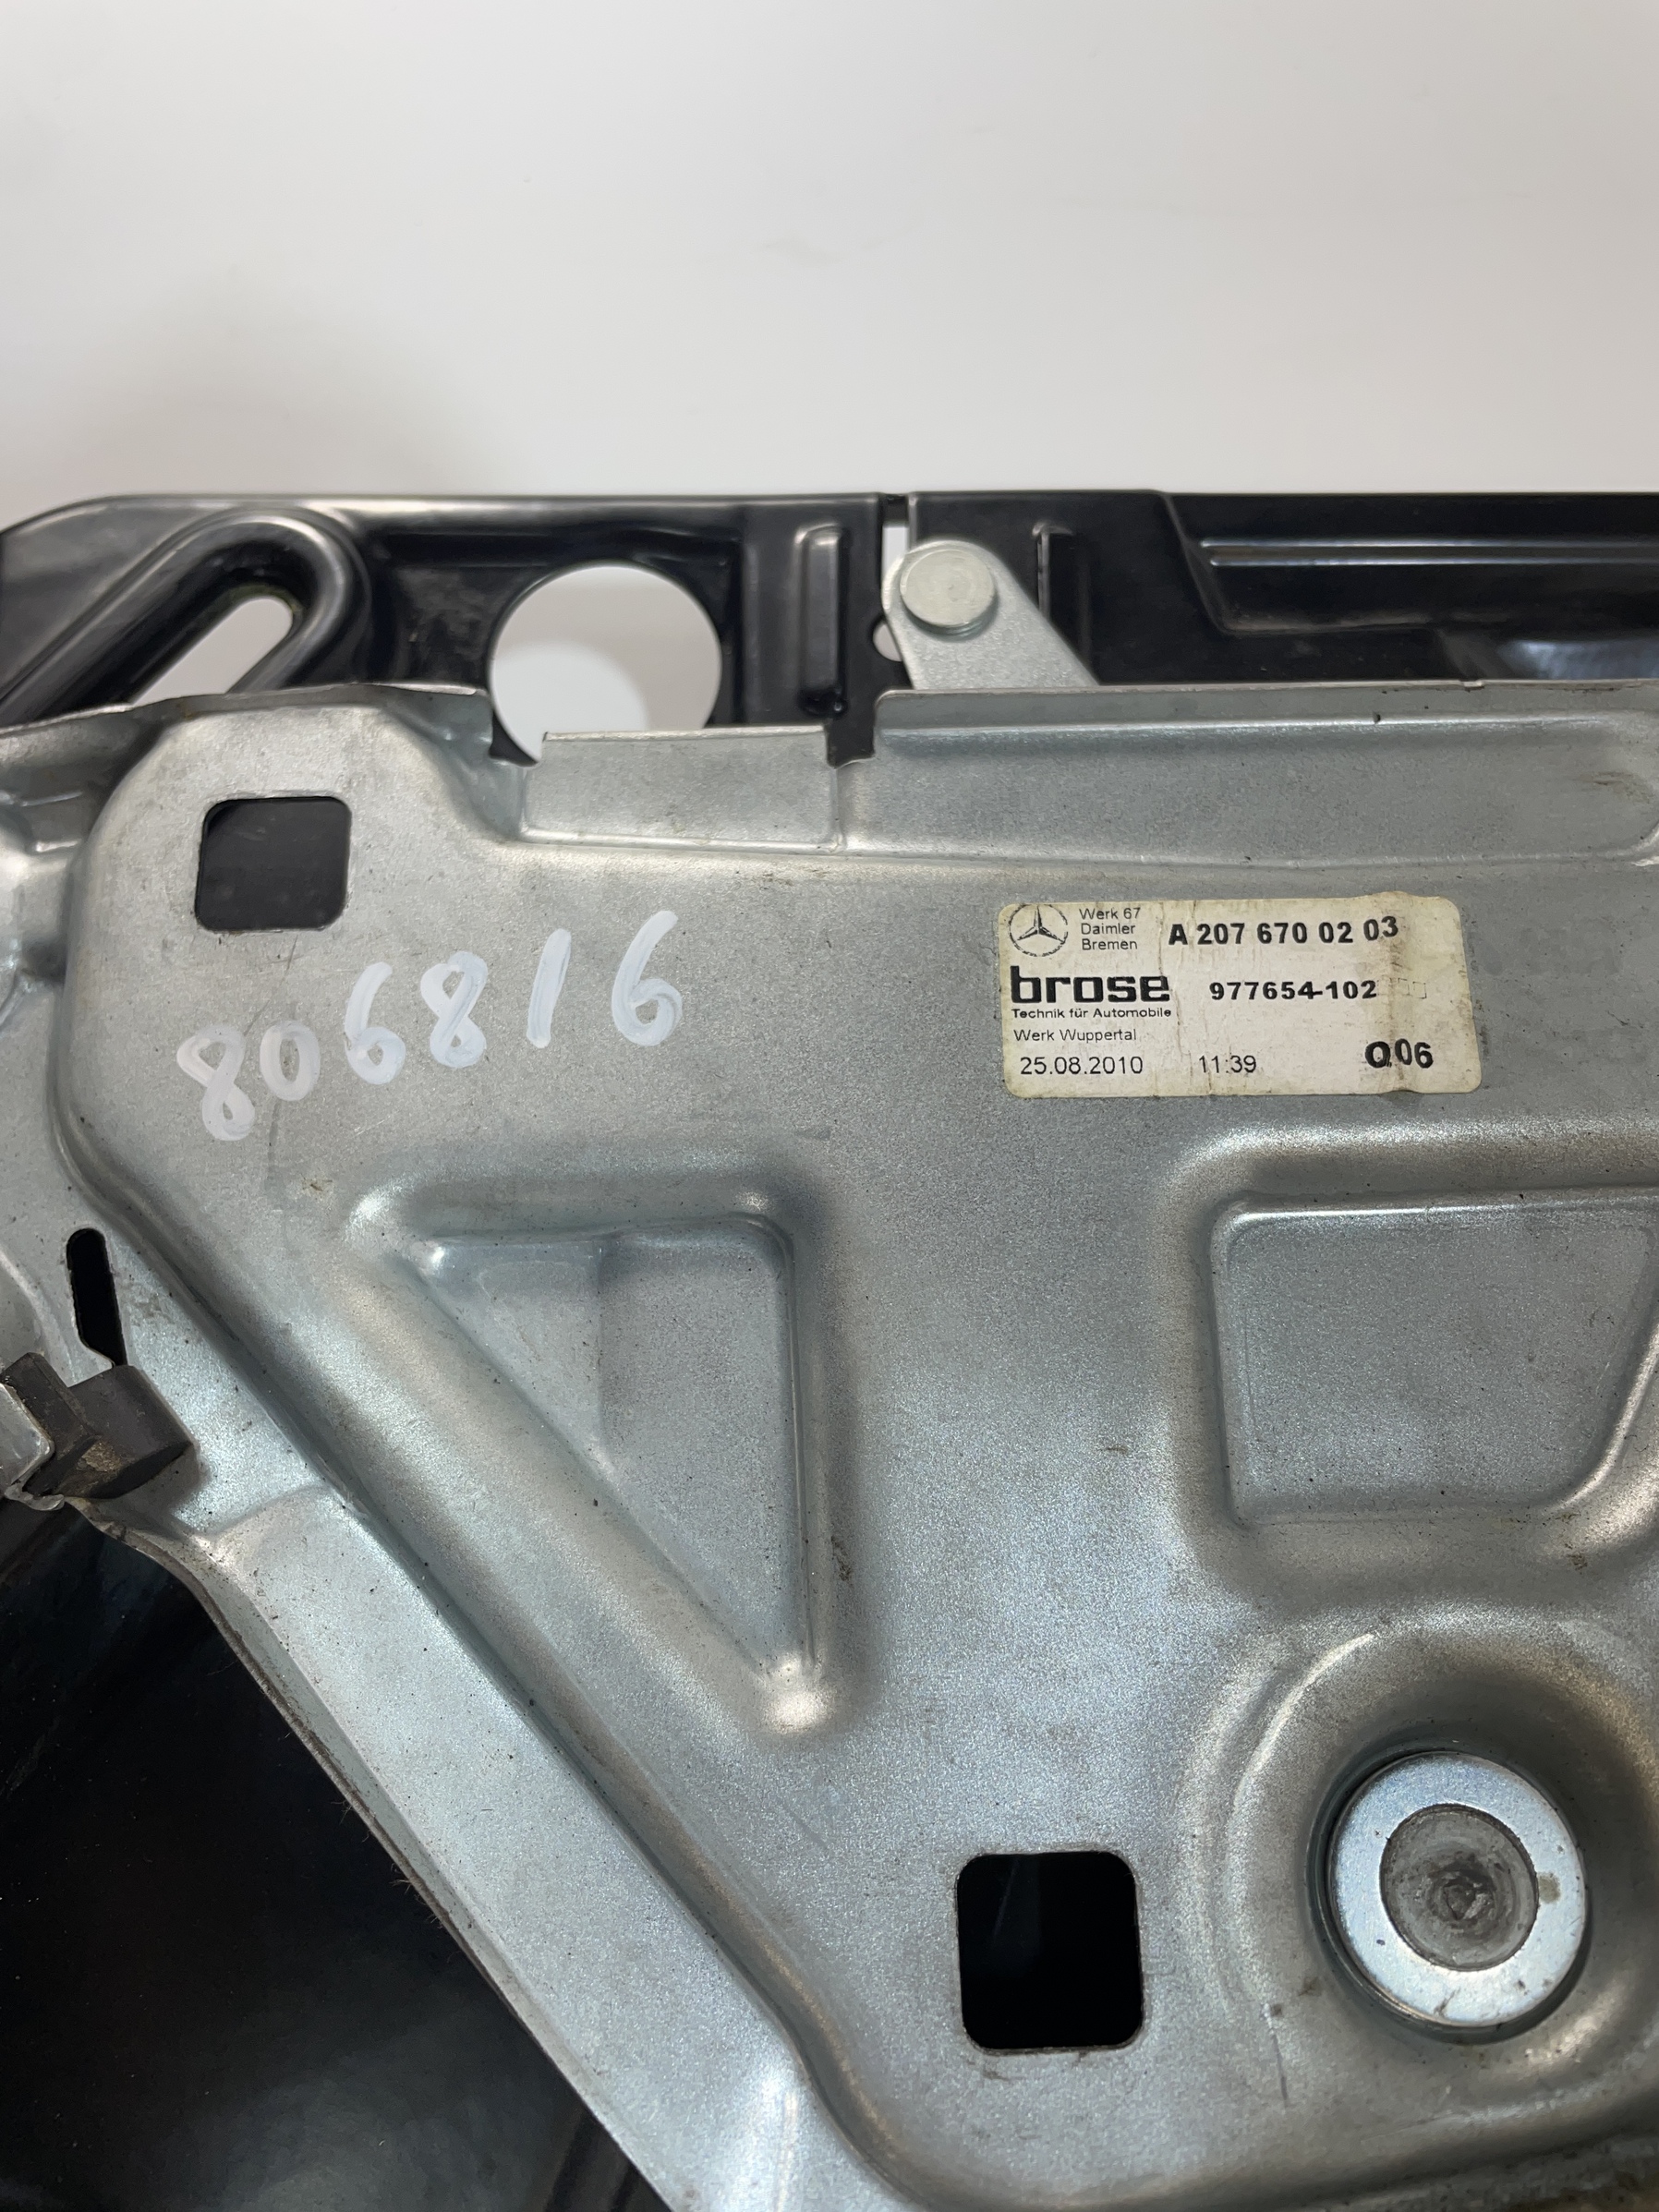 806816
Werk 67
Daimler
Bremen
A 207 670 02 03
brose
977654-102
Technik für Automobile
Werk Wuppertal
25.08.2010 11:39 Q06